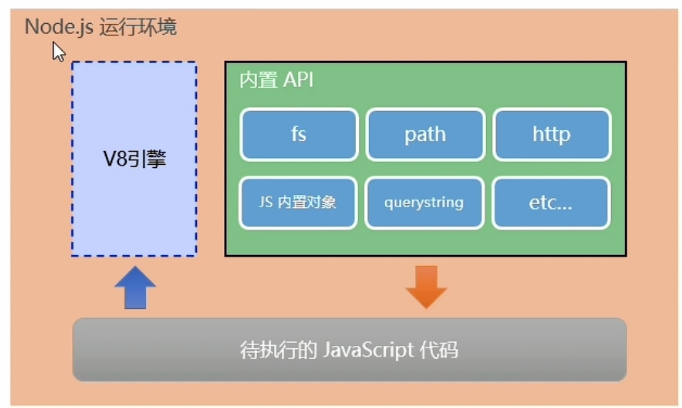 Node.js 运行环境
V8引擎
内置 API
fs
path
http
JS 内置对象
querystring
etc...
待执行的 JavaScript 代码